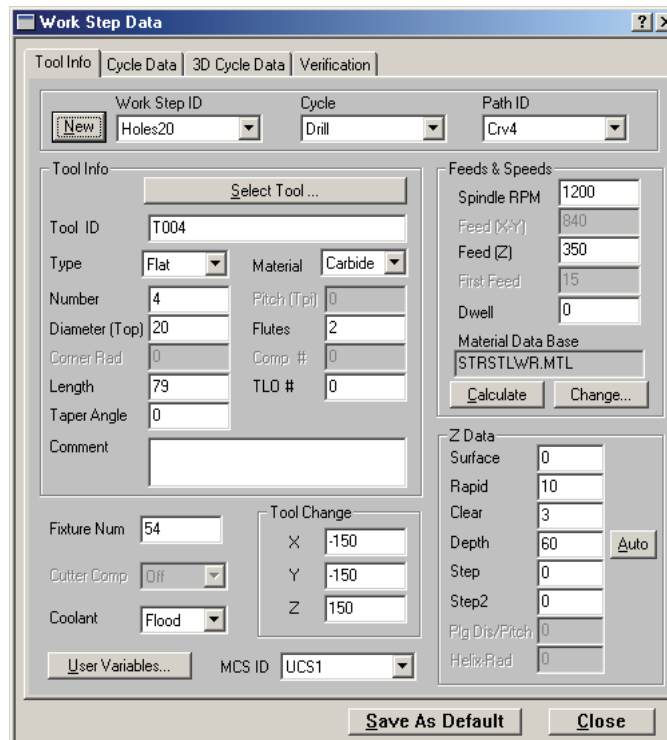 Work Step Data
Tool Info Cycle Data 3D Cycle Data Verification
Work Step ID Cycle Path ID
New Holes20 Drill Crv4
Tool Info
Select Tool ...
Tool ID T004
Type Flat Material Carbide
Number 4 Pitch (Tpi) 0
Diameter (Top) 20 Flutes 2
Corner Rad 0 Comp # 0
Length 79 TLO # 0
Taper Angle 0
Comment
Feeds & Speeds
Spindle RPM 1200
Feed (X-Y) 840
Feed (Z) 350
First Feed 15
Dwell 0
Material Data Base
STRSTLWR.MTL
Calculate Change...
Z Data
Surface 0
Rapid 10
Clear 3
Depth 60 Auto
Step 0
Step2 0
Plg Dis/Pitch 0
Helix-Rad 0
Fixture Num 54
Cutter Comp Off
Coolant Flood
Tool Change
X -150
Y -150
Z 150
User Variables... MCS ID UCS1
Save As Default Close